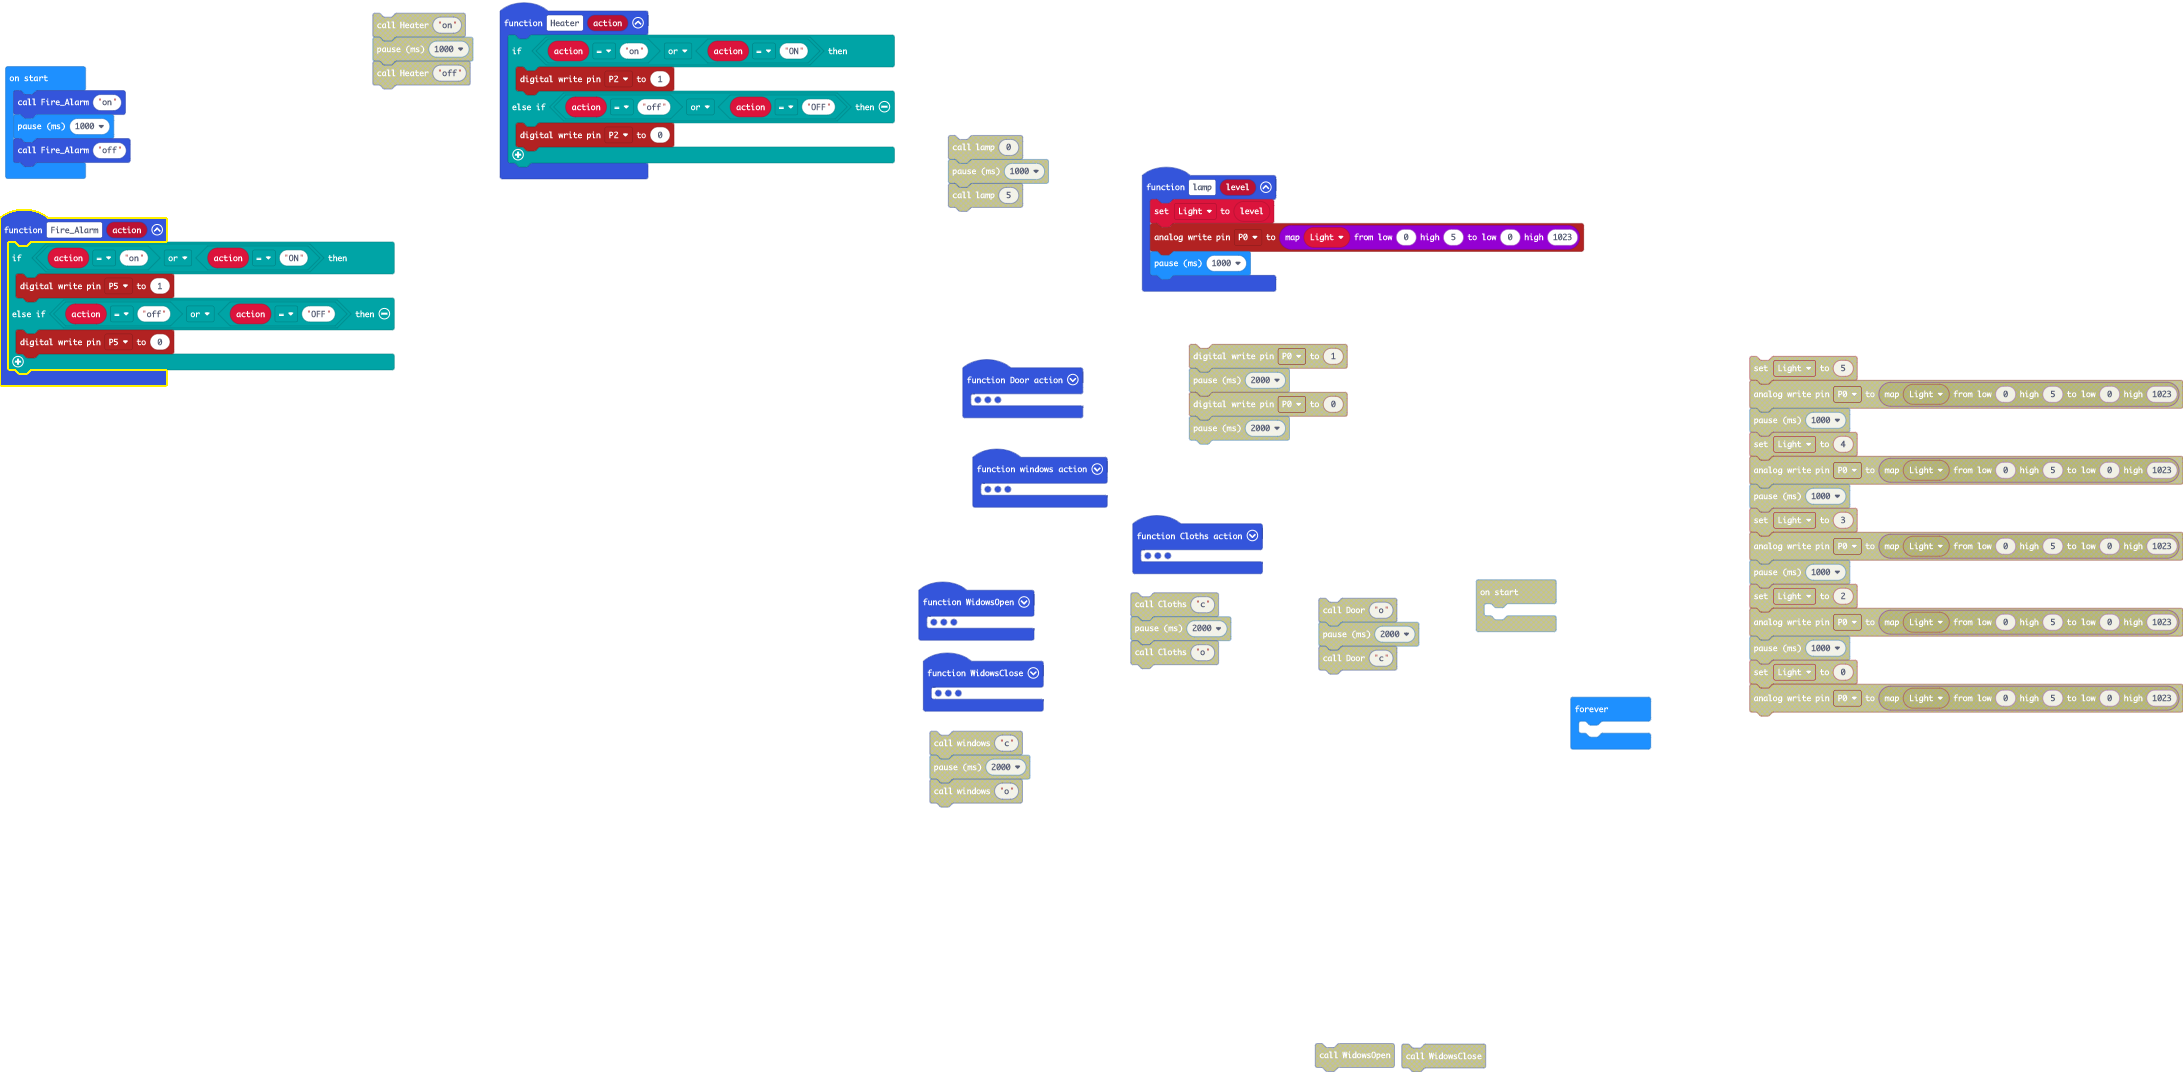 call Heater "on"
pause (ms) 1000
call Heater "off"
function Heater action
if action = "on" or action = "ON" then
digital write pin P2 to 1
else if action = "off" or action = "OFF" then
digital write pin P2 to 0
on start
call Fire_Alarm "on"
pause (ms) 1000
call Fire_Alarm "off"
function Fire_Alarm action
if action = "on" or action = "ON" then
digital write pin P5 to 1
else if action = "off" or action = "OFF" then
digital write pin P5 to 0
call lamp 0
pause (ms) 1000
call lamp 5
function lamp level
set Light to level
analog write pin P0 to map Light from low 0 high 5 to low 0 high 1023
pause (ms) 1000
function Door action
digital write pin P0 to 1
pause (ms) 2000
digital write pin P0 to 0
pause (ms) 2000
function windows action
function Cloths action
call Cloths "c"
pause (ms) 2000
call Cloths "o"
call Door "o"
pause (ms) 2000
call Door "c"
on start
forever
function WidowsOpen
function WidowsClose
call windows "c"
pause (ms) 2000
call windows "o"
set Light to 5
analog write pin P0 to map Light from low 0 high 5 to low 0 high 1023
pause (ms) 1000
set Light to 4
analog write pin P0 to map Light from low 0 high 5 to low 0 high 1023
pause (ms) 1000
set Light to 3
analog write pin P0 to map Light from low 0 high 5 to low 0 high 1023
pause (ms) 1000
set Light to 2
analog write pin P0 to map Light from low 0 high 5 to low 0 high 1023
pause (ms) 1000
set Light to 0
analog write pin P0 to map Light from low 0 high 5 to low 0 high 1023
call WidowsOpen
call WidowsClose